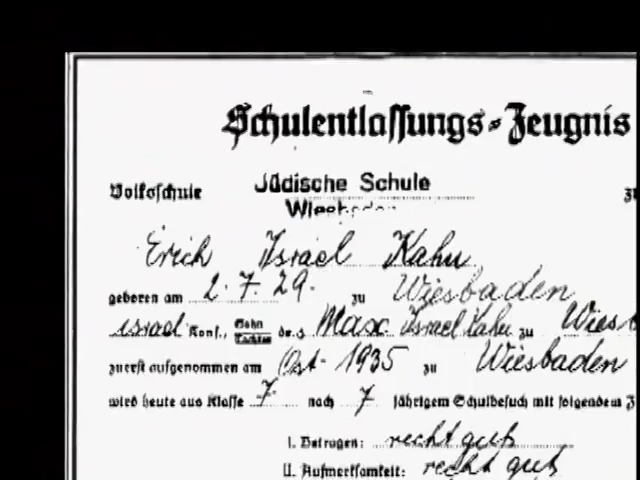 Schulentlassungs-Zeugnis
Volksschule Jüdische Schule
Wiesbaden
Erich Israel Kahn
geboren am 2. 7. 29. zu Wiesbaden
israel Konf., Sohn Tochter des Max Israel Kahn zu Wiesb
zuerst aufgenommen am Ost. 1935 zu Wiesbaden
wird heute aus Klasse 7 nach 7 jährigem Schulbesuch mit folgendem Z
I. Betragen: recht gut
II. Aufmerksamkeit: recht gut